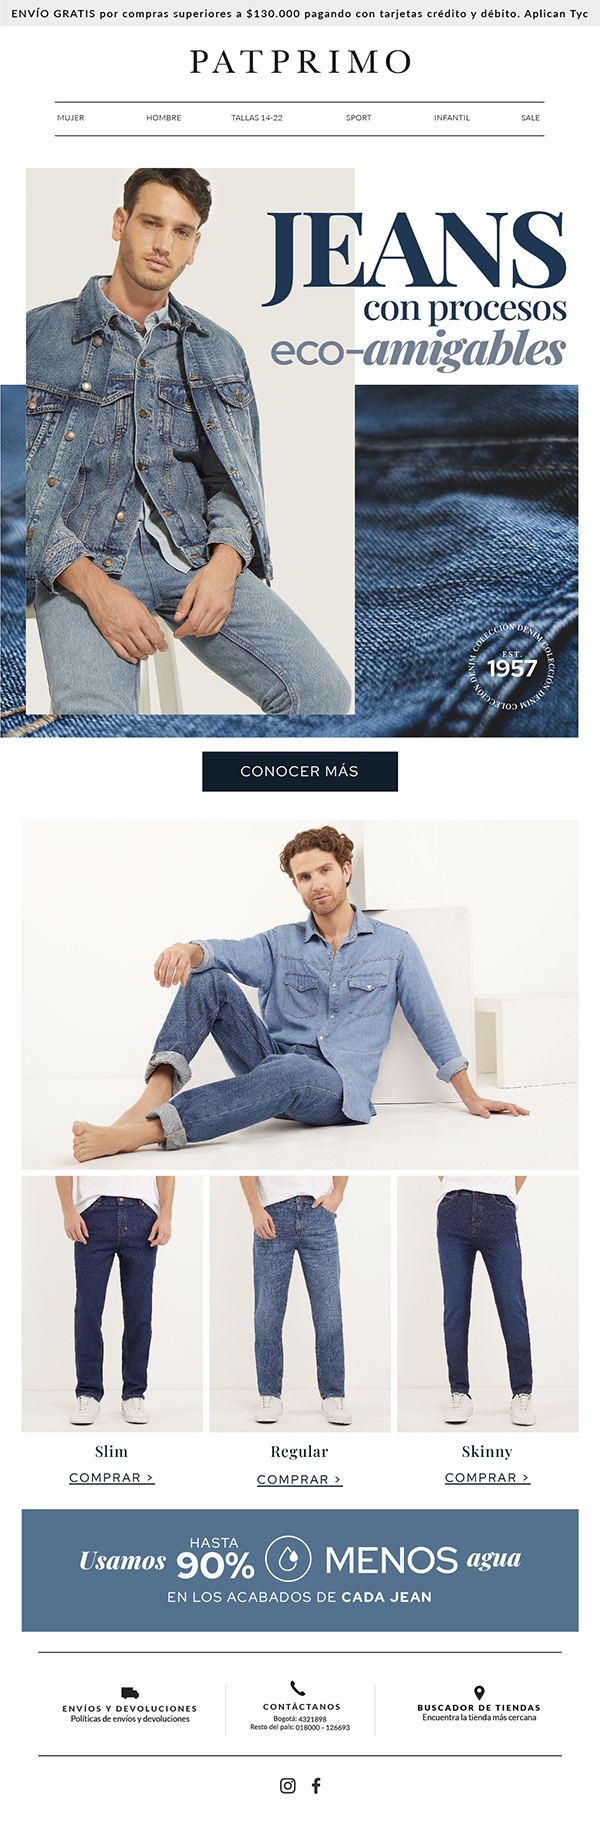 ENVÍO GRATIS por compras superiores a $130.000 pagando con tarjetas crédito y débito. Aplican Tyc
PATPRIMO
MUJER HOMBRE TALLAS 14-22 SPORT INFANTIL SALE
JEANS
con procesos
eco-amigables
COLECCIÓN DENIM COLECCIÓN DENIM COLECCIÓN DENIM
EST.
1957
CONOCER MÁS
Slim Regular Skinny
COMPRAR > COMPRAR > COMPRAR >
Usamos HASTA 90% MENOS agua
EN LOS ACABADOS DE CADA JEAN
ENVÍOS Y DEVOLUCIONES
Políticas de envíos y devoluciones
CONTÁCTANOS
Bogotá: 4321898
Resto del país: 018000 - 126693
BUSCADOR DE TIENDAS
Encuentra la tienda más cercana